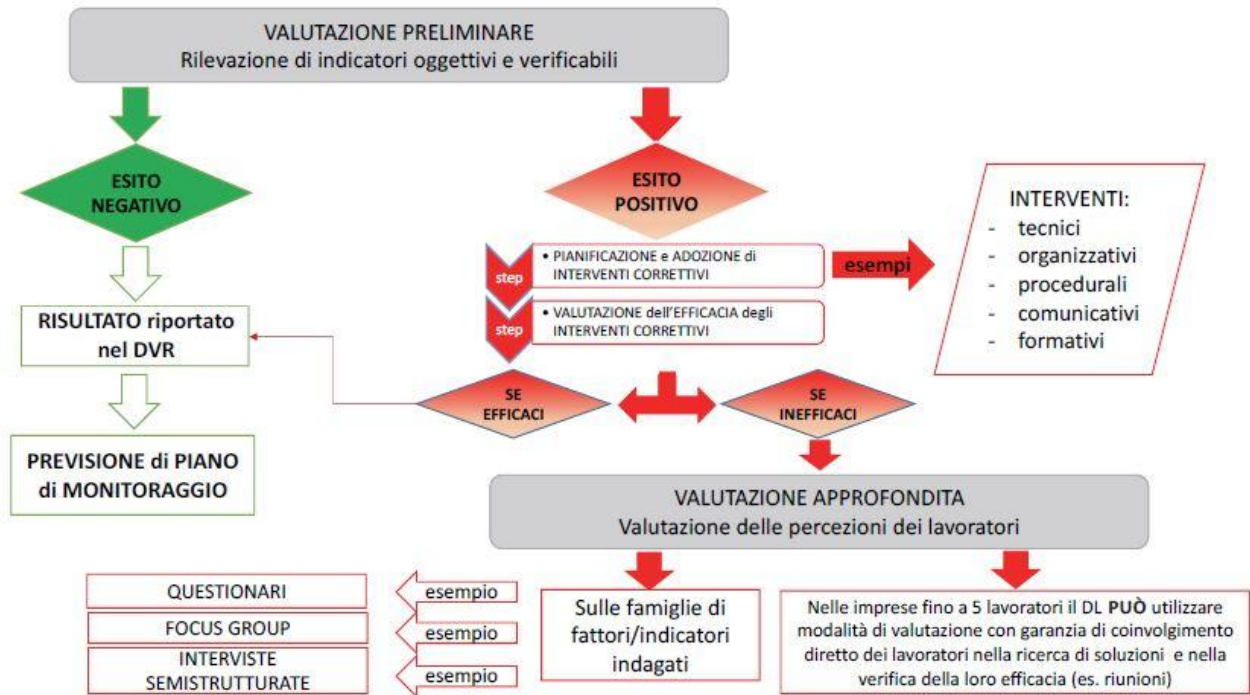 VALUTAZIONE PRELIMINARE
Rilevazione di indicatori oggettivi e verificabili
ESITO
NEGATIVO
ESITO
POSITIVO
RISULTATO riportato
nel DVR
PREVISIONE di PIANO
di MONITORAGGIO
step
• PIANIFICAZIONE e ADOZIONE di
INTERVENTI CORRETTIVI
step
• VALUTAZIONE dell'EFFICACIA degli
INTERVENTI CORRETTIVI
esempi
INTERVENTI:
- tecnici
- organizzativi
- procedurali
- comunicativi
- formativi
SE
EFFICACI
SE
INEFFICACI
VALUTAZIONE APPROFONDITA
Valutazione delle percezioni dei lavoratori
QUESTIONARI
FOCUS GROUP
INTERVISTE
SEMISTRUTTURATE
esempio
esempio
esempio
Sulle famiglie di
fattori/indicatori
indagati
Nelle imprese fino a 5 lavoratori il DL PUÒ utilizzare
modalità di valutazione con garanzia di coinvolgimento
diretto dei lavoratori nella ricerca di soluzioni e nella
verifica della loro efficacia (es. riunioni)